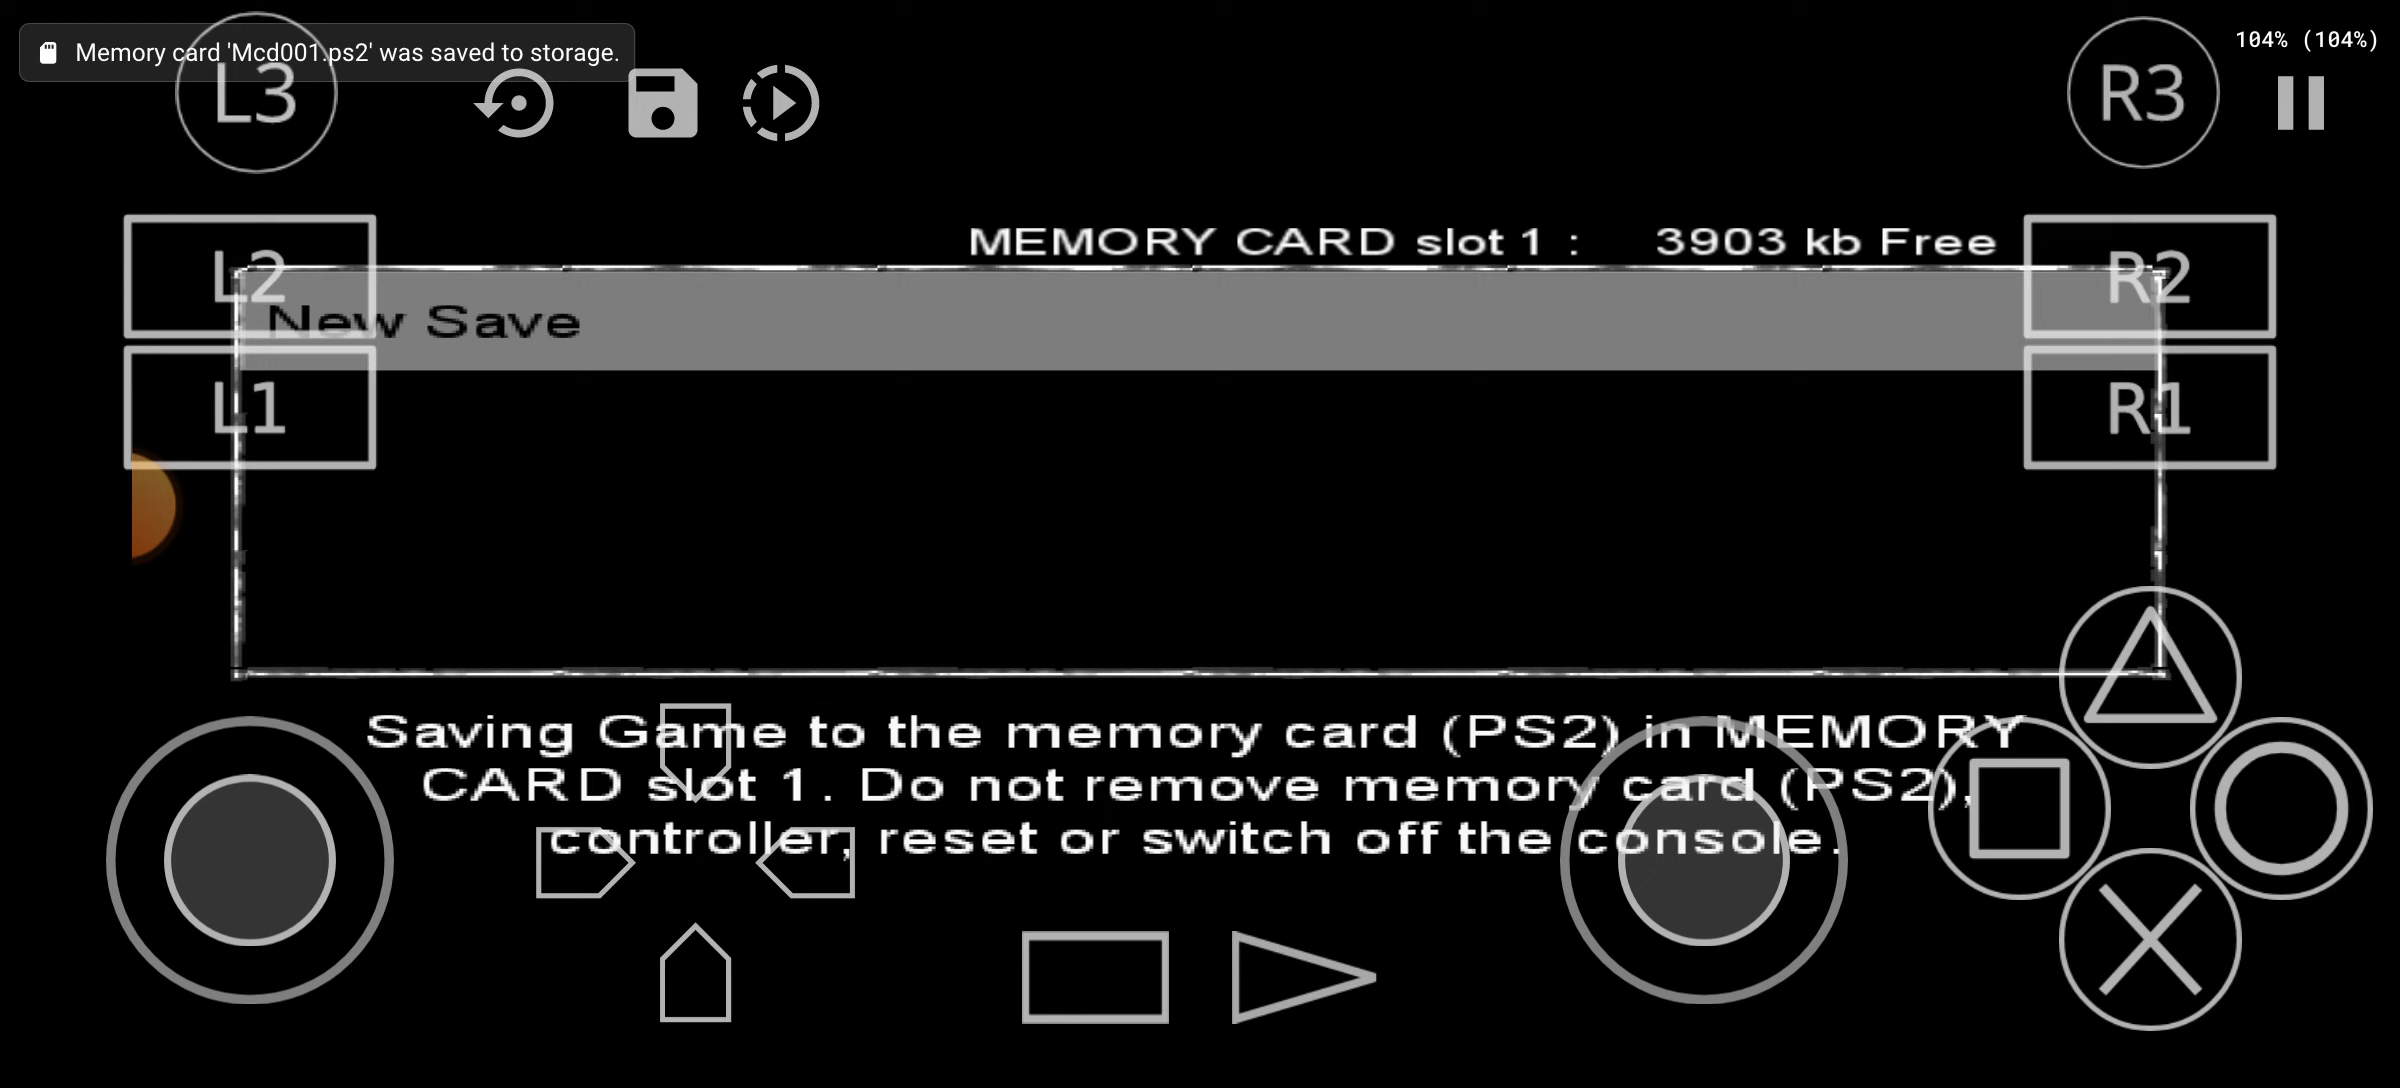 Memory card 'Mcd001.ps2' was saved to storage.
104% (104%)
L3
R3
MEMORY CARD slot 1 : 3903 kb Free
L2
R2
New Save
L1
R1
Saving Game to the memory card (PS2) in MEMORY
CARD slot 1. Do not remove memory card (PS2),
controller, reset or switch off the console.